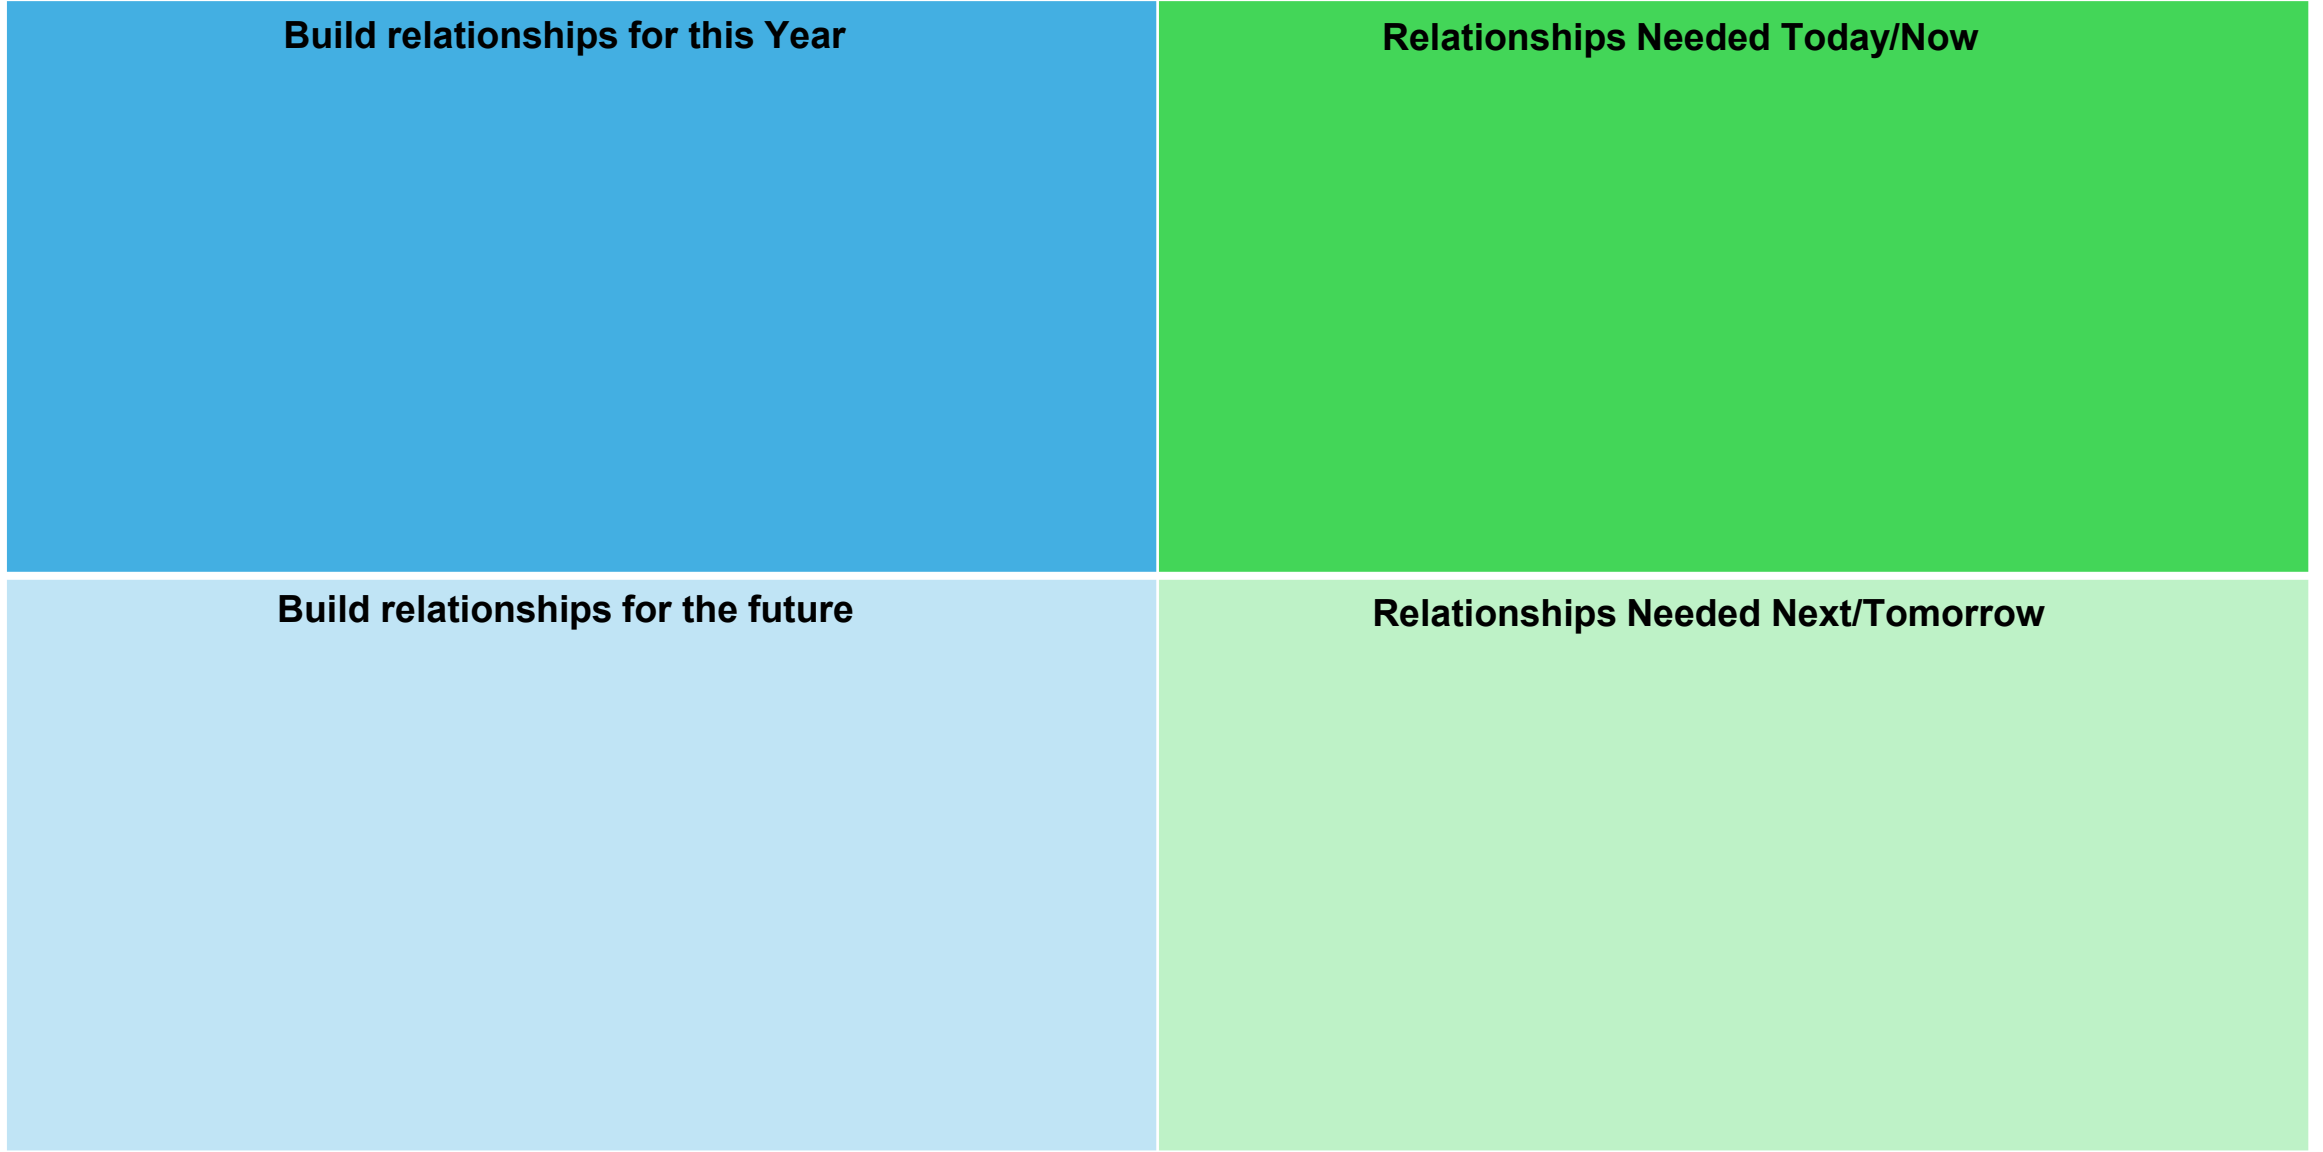 Build relationships for this Year
Relationships Needed Today/Now
Build relationships for the future
Relationships Needed Next/Tomorrow